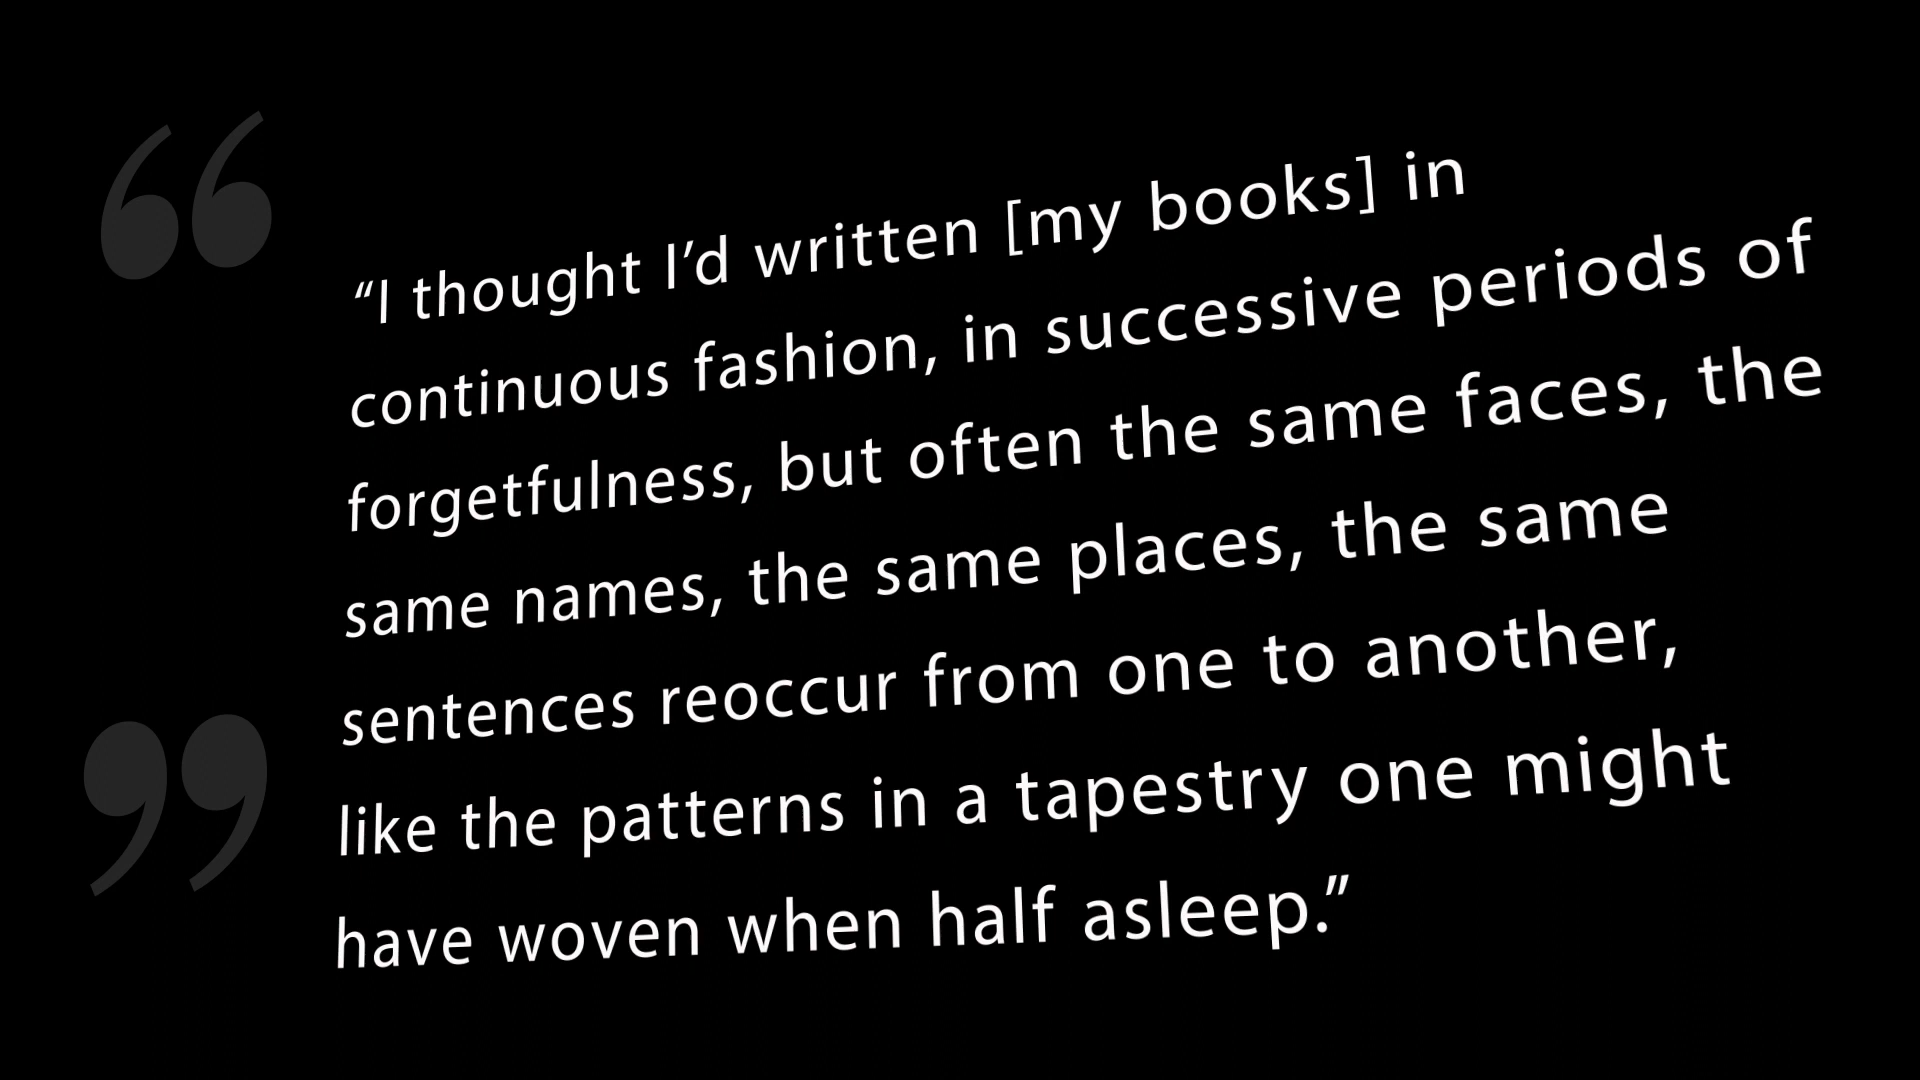 “I thought I’d written [my books] in
continuous fashion, in successive periods of
forgetfulness, but often the same faces, the
same names, the same places, the same
sentences reoccur from one to another,
like the patterns in a tapestry one might
have woven when half asleep.”